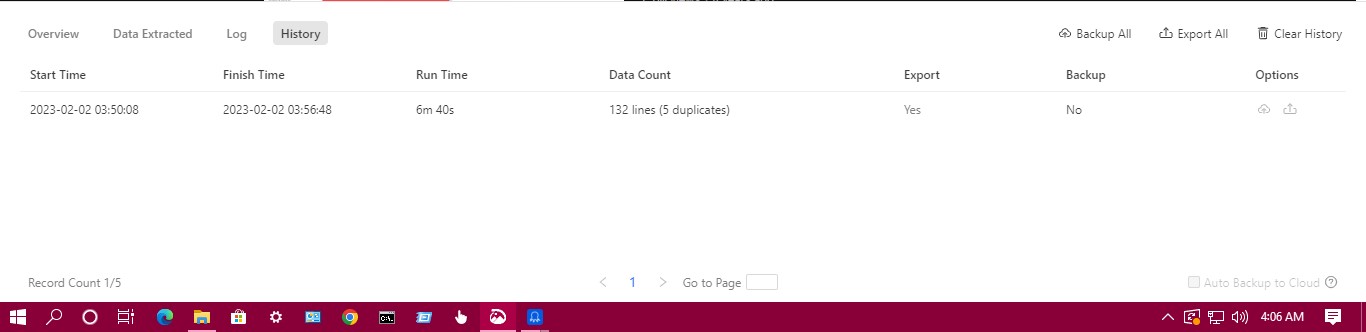 Overview Data Extracted Log History Backup All Export All Clear History
Start Time Finish Time Run Time Data Count Export Backup Options
2023-02-02 03:50:08 2023-02-02 03:56:48 6m 40s 132 lines (5 duplicates) Yes No
Record Count 1/5 < 1 > Go to Page Auto Backup to Cloud ?
4:06 AM